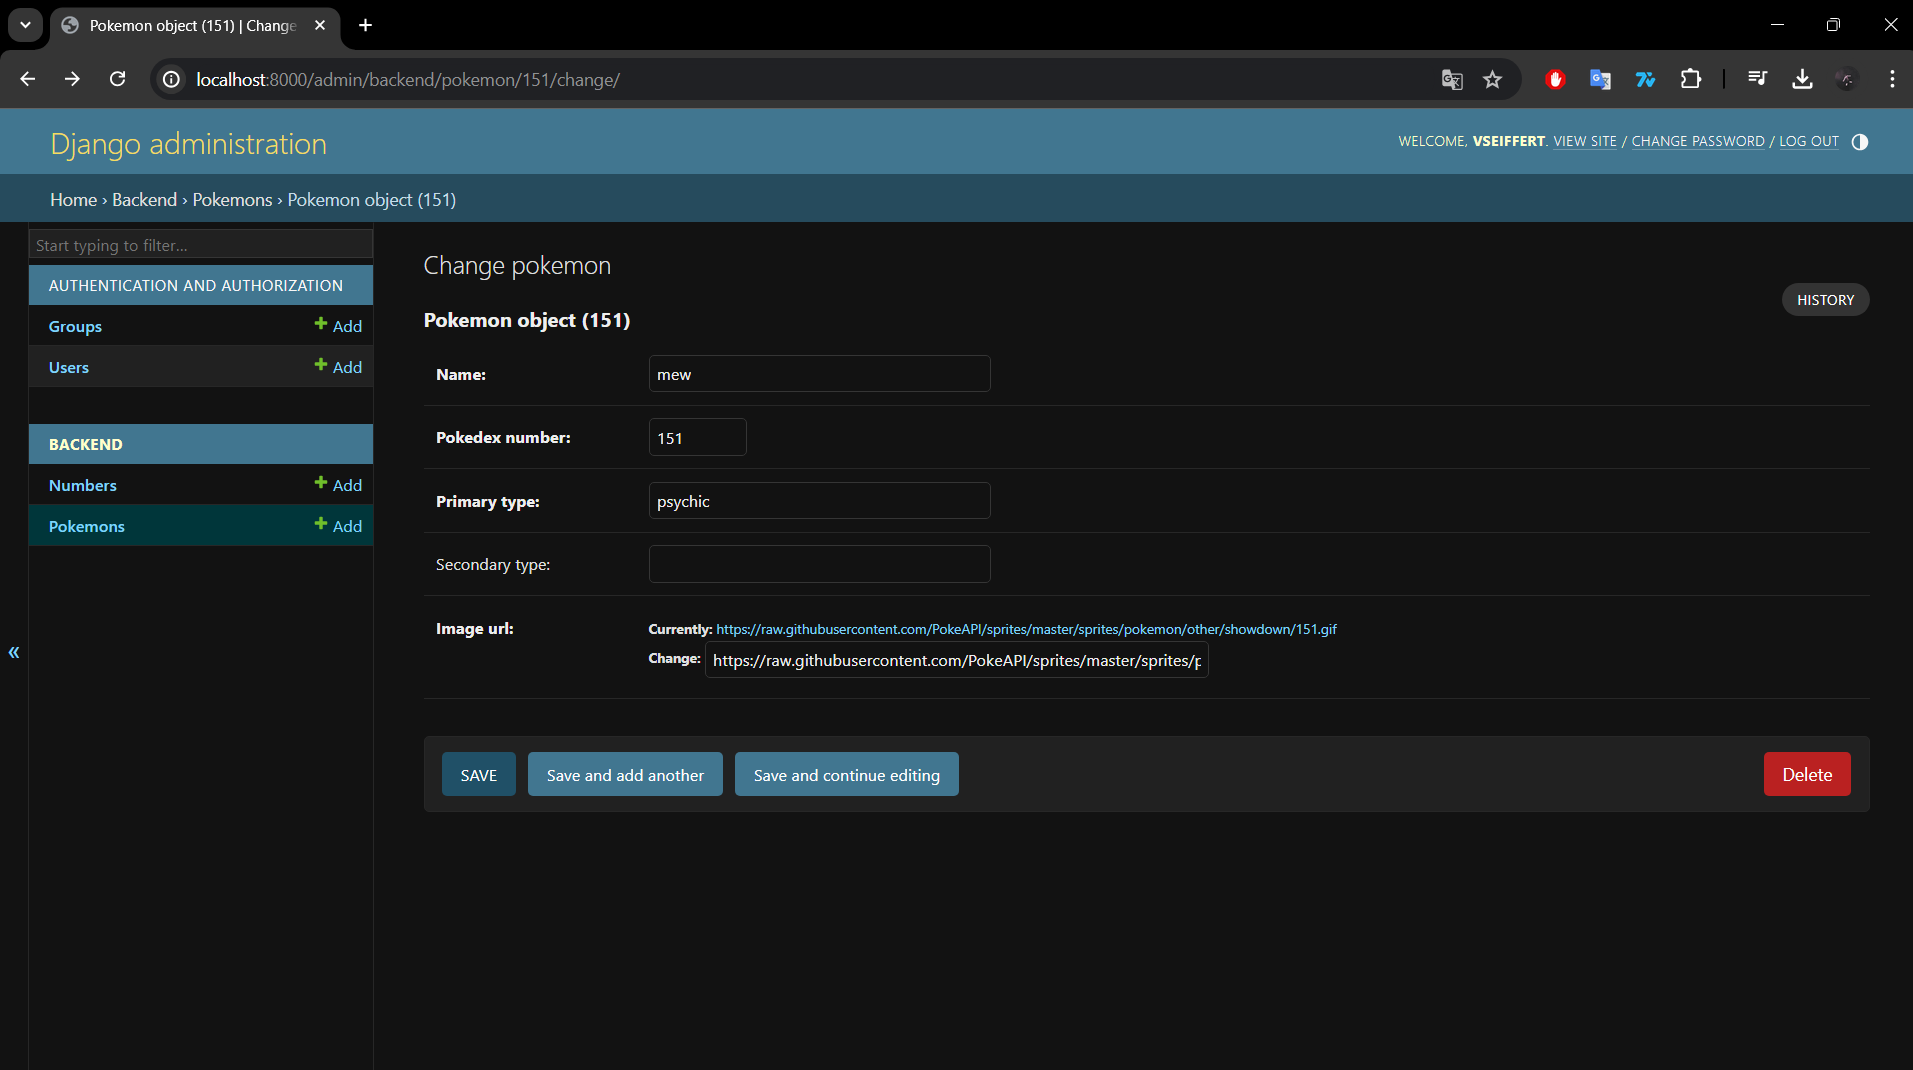 Pokemon object (151) | Change
localhost:8000/admin/backend/pokemon/151/change/
Django administration
WELCOME, VSEIFFERT. VIEW SITE / CHANGE PASSWORD / LOG OUT
Home › Backend › Pokemons › Pokemon object (151)
Start typing to filter...
AUTHENTICATION AND AUTHORIZATION
Groups + Add
Users + Add
BACKEND
Numbers + Add
Pokemons + Add
«
Change pokemon
HISTORY
Pokemon object (151)
Name: mew
Pokedex number: 151
Primary type: psychic
Secondary type:
Image url: Currently: https://raw.githubusercontent.com/PokeAPI/sprites/master/sprites/pokemon/other/showdown/151.gif
Change: https://raw.githubusercontent.com/PokeAPI/sprites/master/sprites/p
SAVE Save and add another Save and continue editing Delete